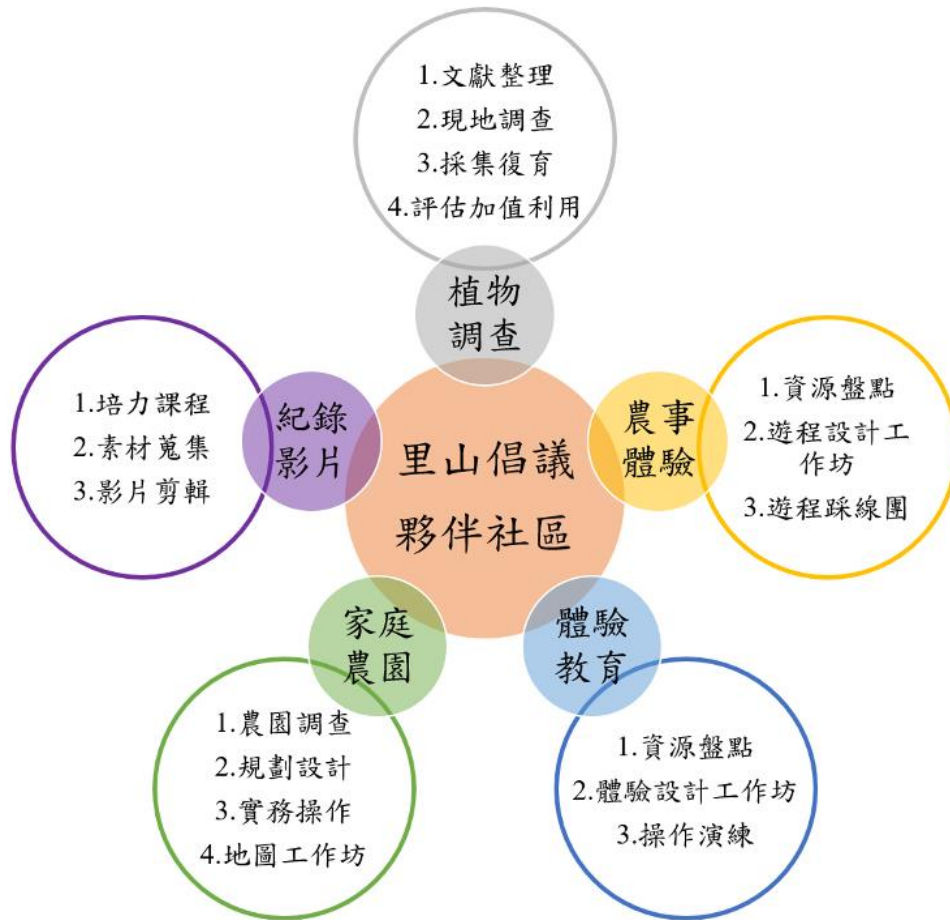 1.文獻整理
2.現地調查
3.採集復育
4.評估加值利用
植物
調查
1.培力課程
2.素材蒐集
3.影片剪輯
紀錄
影片
里山倡議
夥伴社區
農事
體驗
1.資源盤點
2.遊程設計工
作坊
3.遊程踩線團
家庭
農園
1.農園調查
2.規劃設計
3.實務操作
4.地圖工作坊
體驗
教育
1.資源盤點
2.體驗設計工作坊
3.操作演練